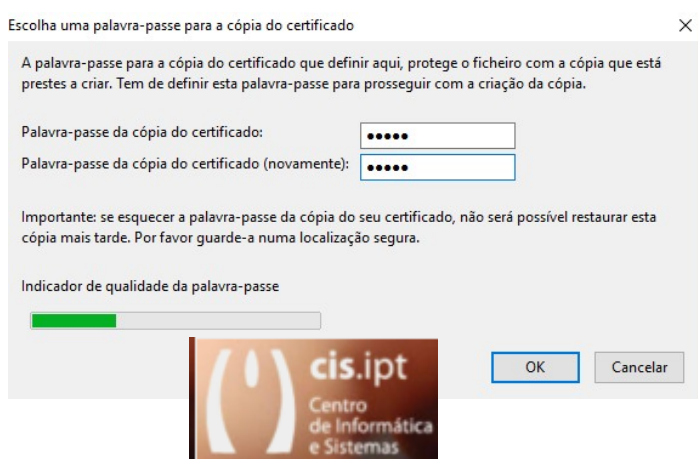 Escolha uma palavra-passe para a cópia do certificado
A palavra-passe para a cópia do certificado que definir aqui, protege o ficheiro com a cópia que está
prestes a criar. Tem de definir esta palavra-passe para prosseguir com a criação da cópia.
Palavra-passe da cópia do certificado:
Palavra-passe da cópia do certificado (novamente):
Importante: se esquecer a palavra-passe da cópia do seu certificado, não será possível restaurar esta
cópia mais tarde. Por favor guarde-a numa localização segura.
Indicador de qualidade da palavra-passe
OK Cancelar
cis.ipt
Centro
de Informática
e Sistemas